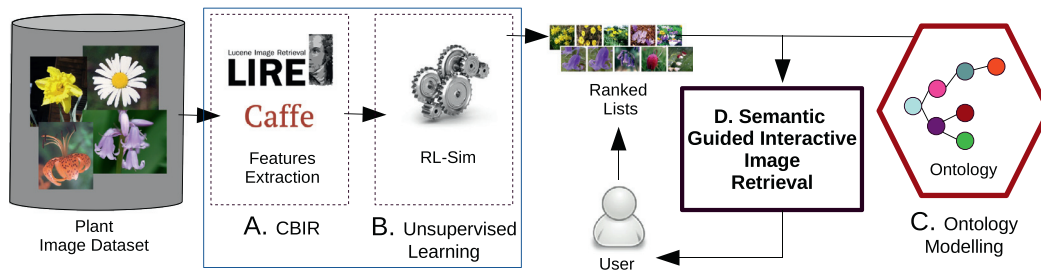 Plant
Image Dataset
Lucene Image Retrieval
LIRE
Caffe
Features
Extraction
A. CBIR
RL-Sim
B. Unsupervised
Learning
Ranked
Lists
User
D. Semantic
Guided Interactive
Image
Retrieval
Ontology
C. Ontology
Modelling